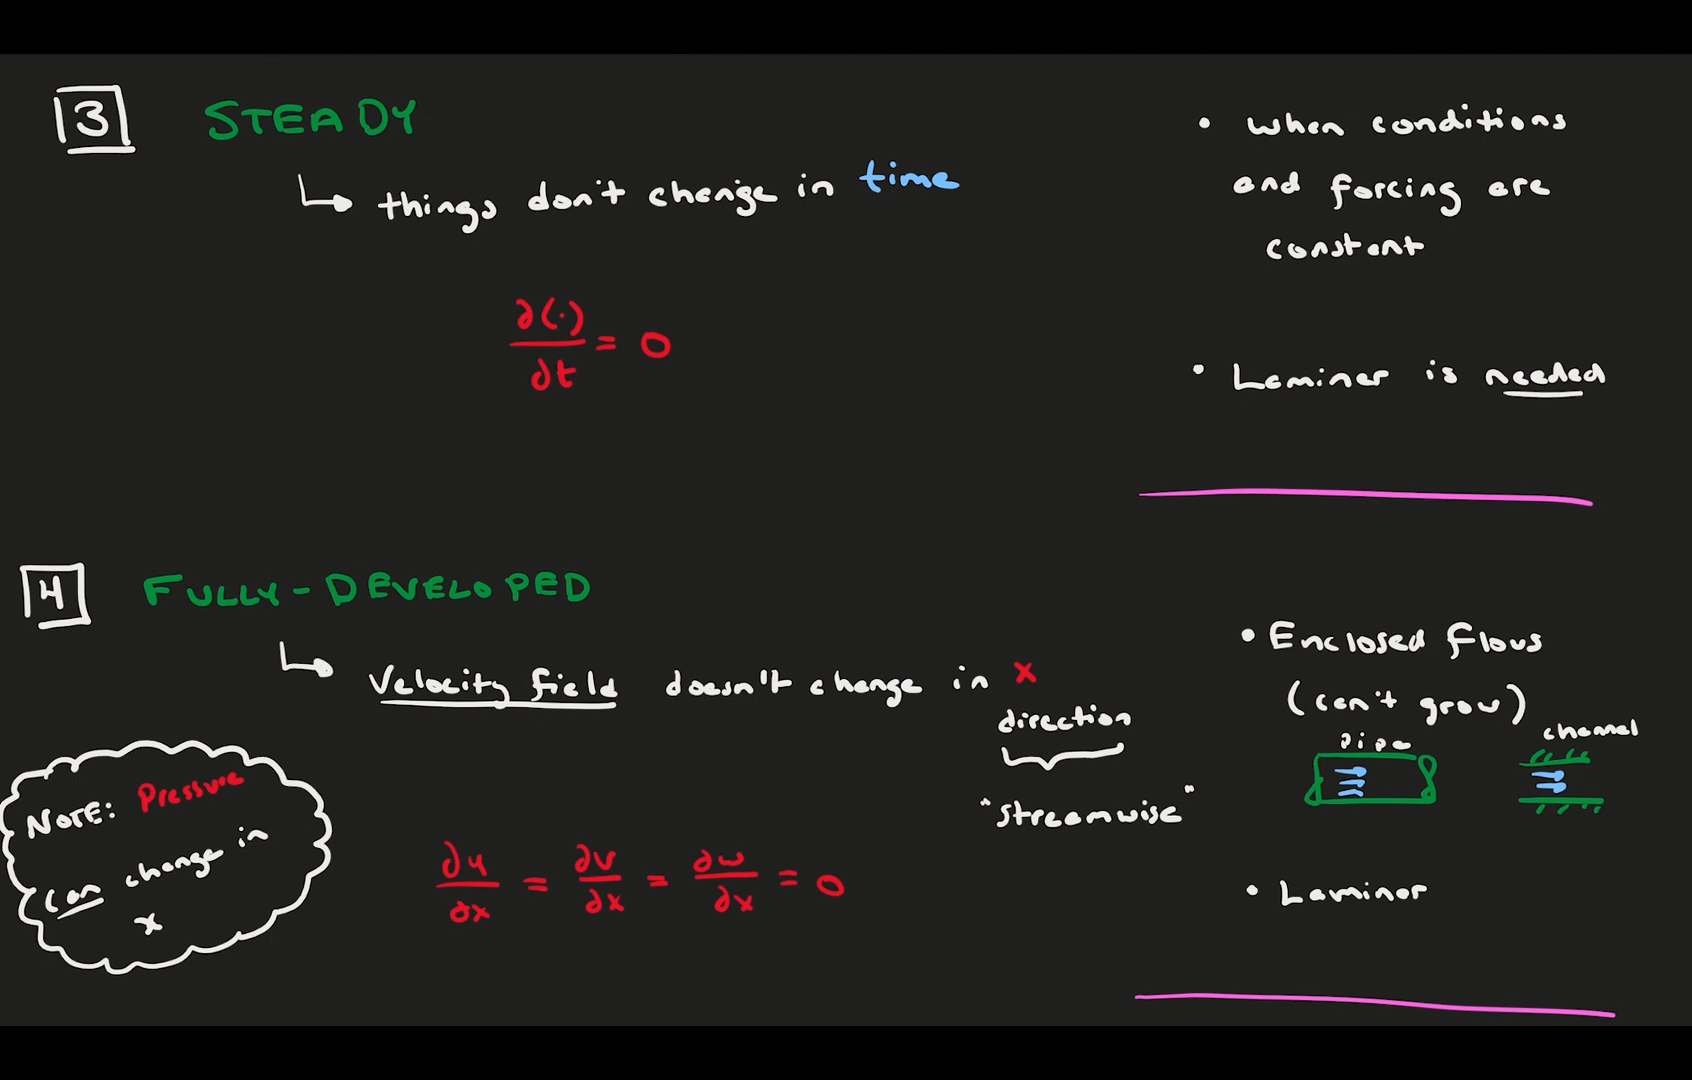 3 STEADY
↳ things don't change in time
∂(·)/∂t = 0
• when conditions
and forcing are
constant
• Laminar is needed
4 FULLY-DEVELOPED
↳ Velocity field doesn't change in x
direction
"streamwise"
NOTE: Pressure
can change in
x
∂u/∂x = ∂v/∂x = ∂w/∂x = 0
• Enclosed flows
(can't grow)
pipe channel
• Laminar